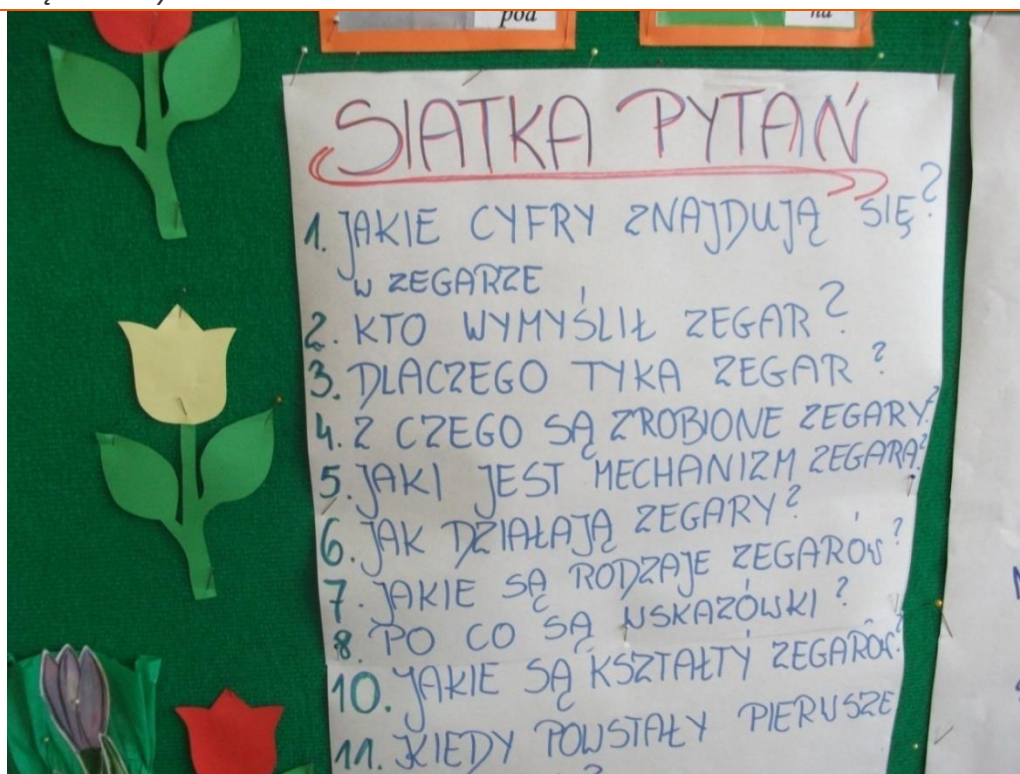 pod
na
SIATKA PYTAŃ
1. JAKIE CYFRY ZNAJDUJĄ SIĘ?
W ZEGARZE
2. KTO WYMYŚLIŁ ZEGAR?
3. DLACZEGO TYKA ZEGAR?
4. Z CZEGO SĄ ZROBIONE ZEGARY?
5. JAKI JEST MECHANIZM ZEGARA?
6. JAK DZIAŁAJĄ ZEGARY?
7. JAKIE SĄ RODZAJE ZEGARÓW?
8. PO CO SĄ WSKAZÓWKI?
10. JAKIE SĄ KSZTAŁTY ZEGARÓW?
11. KIEDY POWSTAŁY PIERWSZE